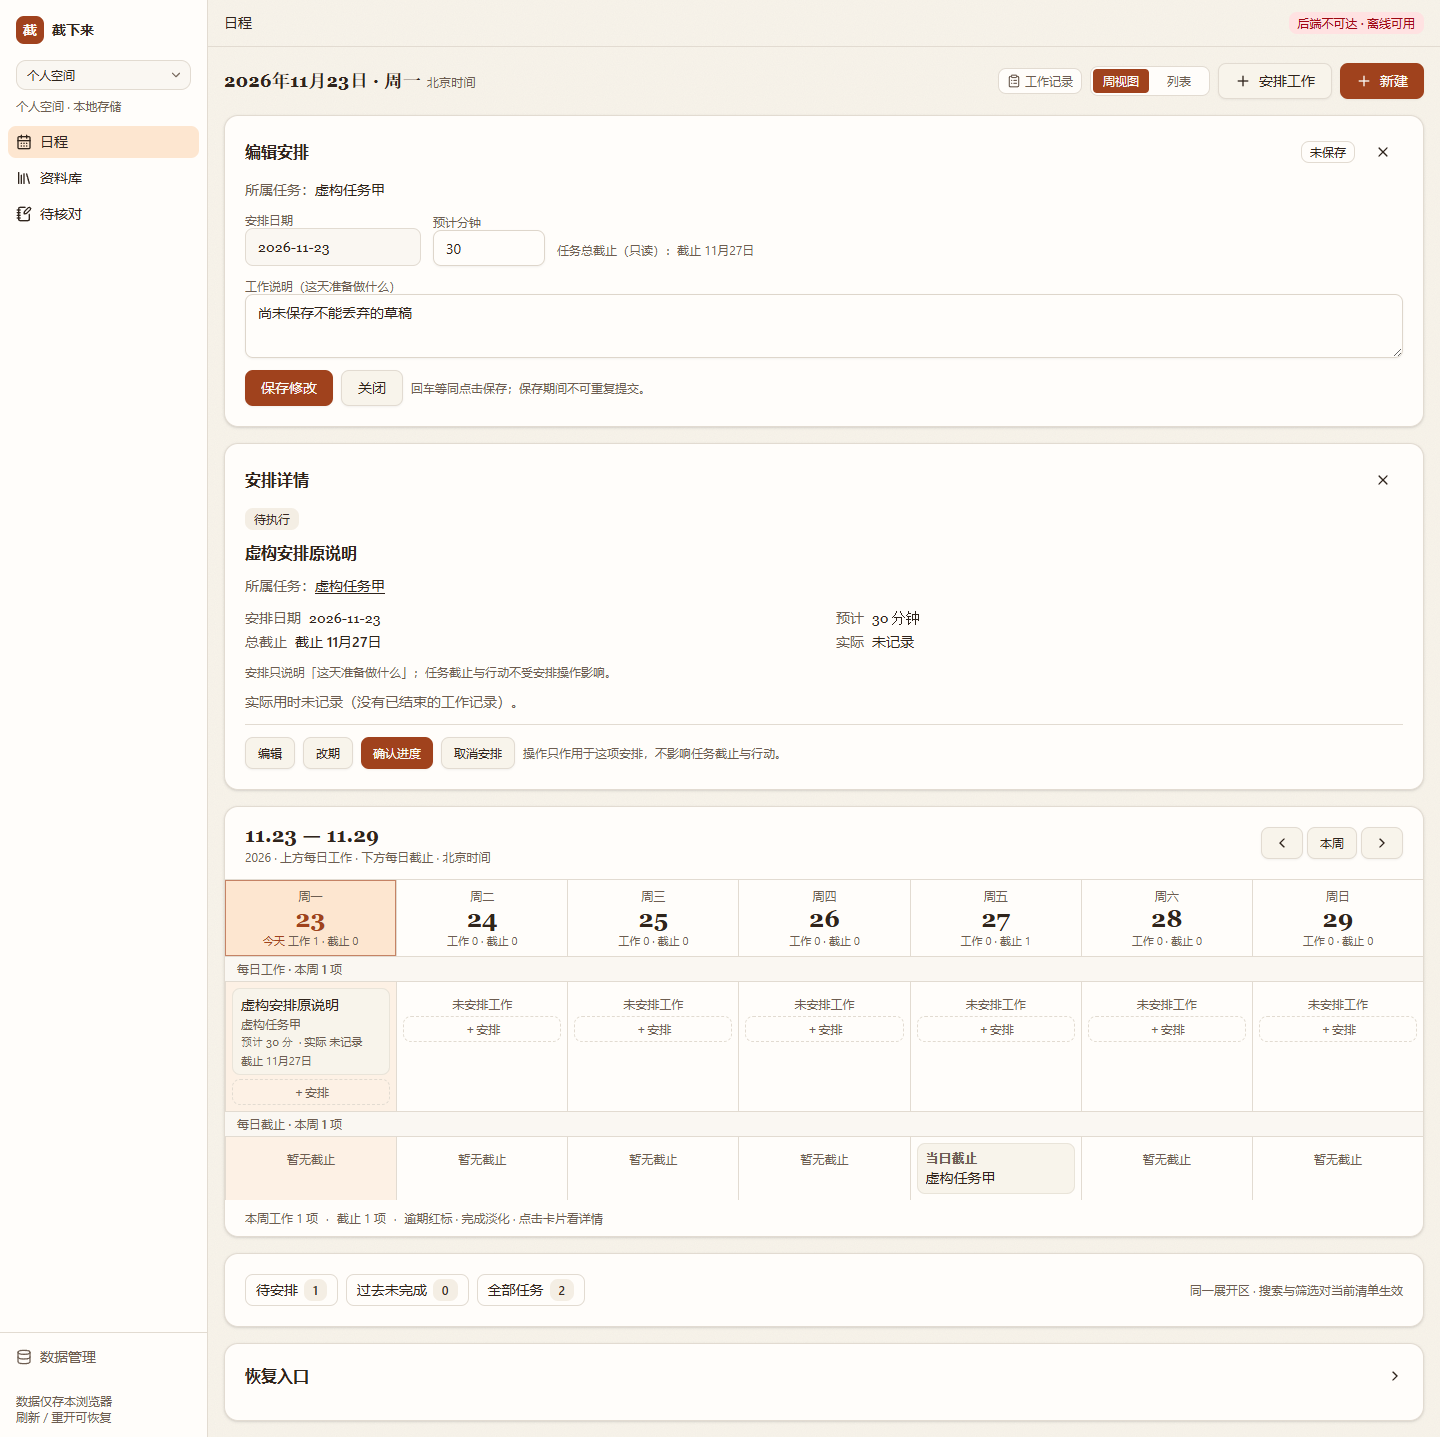 截 截下来
个人空间
个人空间 · 本地存储
日程
资料库
待核对
数据管理
数据仅存本浏览器
刷新 / 重开可恢复
日程
后端不可达 · 离线可用
2026年11月23日 · 周一 北京时间
工作记录
周视图
列表
+ 安排工作
+ 新建
编辑安排
未保存
所属任务：虚构任务甲
安排日期
2026-11-23
预计分钟
30
任务总截止（只读）：截止 11月27日
工作说明（这天准备做什么）
尚未保存不能丢弃的草稿
保存修改
关闭
回车等同点击保存；保存期间不可重复提交。
安排详情
待执行
虚构安排原说明
所属任务：虚构任务甲
安排日期 2026-11-23
预计 30 分钟
总截止 截止 11月27日
实际 未记录
安排只说明「这天准备做什么」；任务截止与行动不受安排操作影响。
实际用时未记录（没有已结束的工作记录）。
编辑
改期
确认进度
取消安排
操作只作用于这项安排，不影响任务截止与行动。
11.23 — 11.29
2026 · 上方每日工作 · 下方每日截止 · 北京时间
本周
周一
23
今天 工作 1 · 截止 0
周二
24
工作 0 · 截止 0
周三
25
工作 0 · 截止 0
周四
26
工作 0 · 截止 0
周五
27
工作 0 · 截止 1
周六
28
工作 0 · 截止 0
周日
29
工作 0 · 截止 0
每日工作 · 本周 1 项
虚构安排原说明
虚构任务甲
预计 30 分 · 实际 未记录
截止 11月27日
+ 安排
未安排工作
+ 安排
未安排工作
+ 安排
未安排工作
+ 安排
未安排工作
+ 安排
未安排工作
+ 安排
未安排工作
+ 安排
每日截止 · 本周 1 项
暂无截止
暂无截止
暂无截止
暂无截止
当日截止
虚构任务甲
暂无截止
暂无截止
本周工作 1 项 · 截止 1 项 · 逾期红标 · 完成淡化 · 点击卡片看详情
待安排 1
过去未完成 0
全部任务 2
同一展开区 · 搜索与筛选对当前清单生效
恢复入口